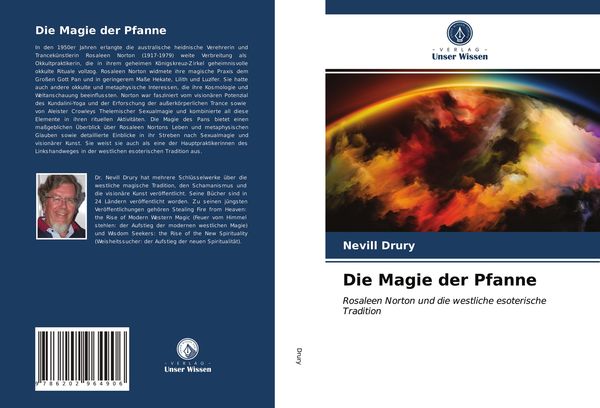 Die Magie der Pfanne
In den 1950er Jahren erlangte die australische heidnische Verehrerin und
Trancekünstlerin Rosaleen Norton (1917-1979) weite Verbreitung als
Okkultpraktikerin, die in ihrem geheimen Königskreuz-Zirkel geheimnisvolle
okkulte Rituale vollzog. Rosaleen Norton widmete ihre magische Praxis dem
Großen Gott Pan und in geringerem Maße Hekate, Lilith und Luzifer. Sie hatte
auch andere okkulte und metaphysische Interessen, die ihre Kosmologie und
Weltanschauung beeinflussten. Norton war fasziniert vom visionären Potenzial
des Kundalini-Yoga und der Erforschung der außerkörperlichen Trance sowie
von Aleister Crowleys Thelemischer Sexualmagie und kombinierte all diese
Elemente in ihren rituellen Aktivitäten. Die Magie des Pans bietet einen
maßgeblichen Überblick über Rosaleen Nortons Leben und metaphysischen
Glauben sowie detaillierte Einblicke in ihr Streben nach Sexualmagie und
visionärer Kunst. Sie weist sie auch als eine der Hauptpraktikerinnen des
Linkshandweges in der westlichen esoterischen Tradition aus.
Dr. Nevill Drury hat mehrere Schlüsselwerke über die
westliche magische Tradition, den Schamanismus und
die visionäre Kunst veröffentlicht. Seine Bücher sind in
24 Ländern veröffentlicht worden. Zu seinen jüngsten
Veröffentlichungen gehören Stealing Fire from Heaven:
the Rise of Modern Western Magic (Feuer vom Himmel
stehlen: der Aufstieg der modernen westlichen Magie)
und Wisdom Seekers: the Rise of the New Spirituality
(Weisheitssucher: der Aufstieg der neuen Spiritualität).
9 786202 964906
VERLAG
Unser Wissen
Drury
VERLAG
Unser Wissen
Nevill Drury
Die Magie der Pfanne
Rosaleen Norton und die westliche esoterische
Tradition